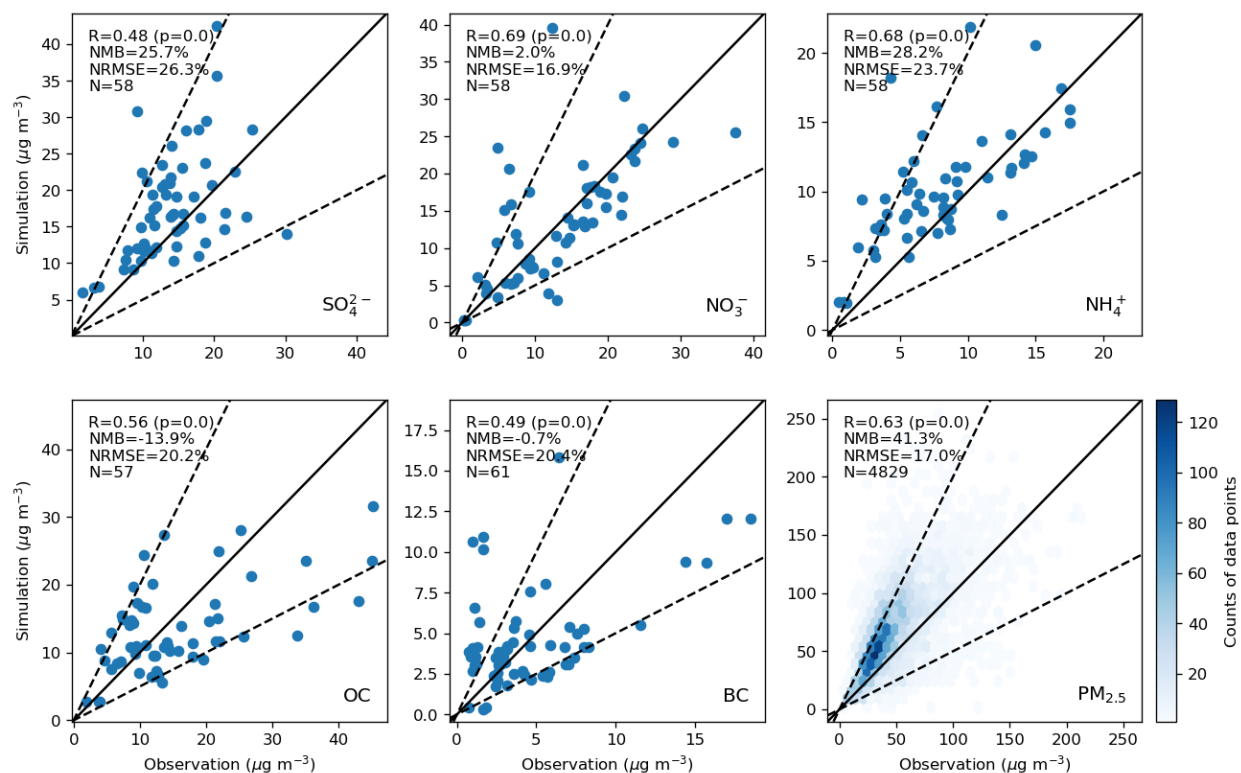 R=0.48 (p=0.0)
NMB=25.7%
NRMSE=26.3%
N=58
SO₄²⁻
40
35
30
25
20
15
10
5
10
20
30
40
Simulation (μg m⁻³)
R=0.69 (p=0.0)
NMB=2.0%
NRMSE=16.9%
N=58
NO₃⁻
40
35
30
25
20
15
10
5
0
0
10
20
30
40
R=0.68 (p=0.0)
NMB=28.2%
NRMSE=23.7%
N=58
NH₄⁺
20
15
10
5
0
0
5
10
15
20
R=0.56 (p=0.0)
NMB=-13.9%
NRMSE=20.2%
N=57
OC
40
30
20
10
0
0
10
20
30
40
Simulation (μg m⁻³)
Observation (μg m⁻³)
R=0.49 (p=0.0)
NMB=-0.7%
NRMSE=20.4%
N=61
BC
17.5
15.0
12.5
10.0
7.5
5.0
2.5
0.0
0
5
10
15
Observation (μg m⁻³)
R=0.63 (p=0.0)
NMB=41.3%
NRMSE=17.0%
N=4829
PM₂.₅
250
200
150
100
50
0
0
50
100
150
200
250
Observation (μg m⁻³)
120
100
80
60
40
20
Counts of data points